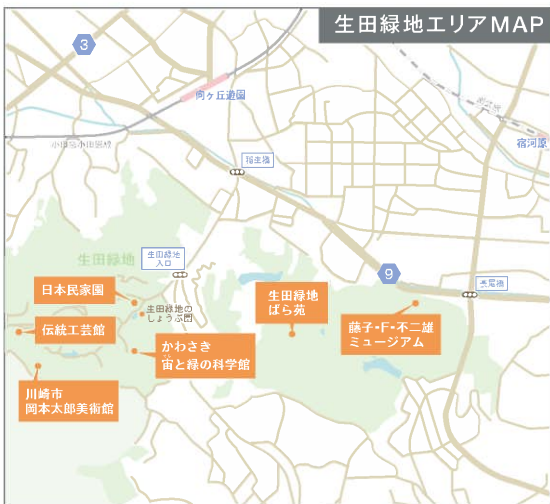 生田緑地エリアMAP
3
向ヶ丘遊園
小田急小田原線
宿河原
稲生橋
生田緑地
生田緑地
入口
9
本村橋
日本民家園
生田緑地の
しょうぶ園
生田緑地
ばら苑
伝統工芸館
かわさき
宙と緑の科学館
藤子・F・不二雄
ミュージアム
川崎市
岡本太郎美術館